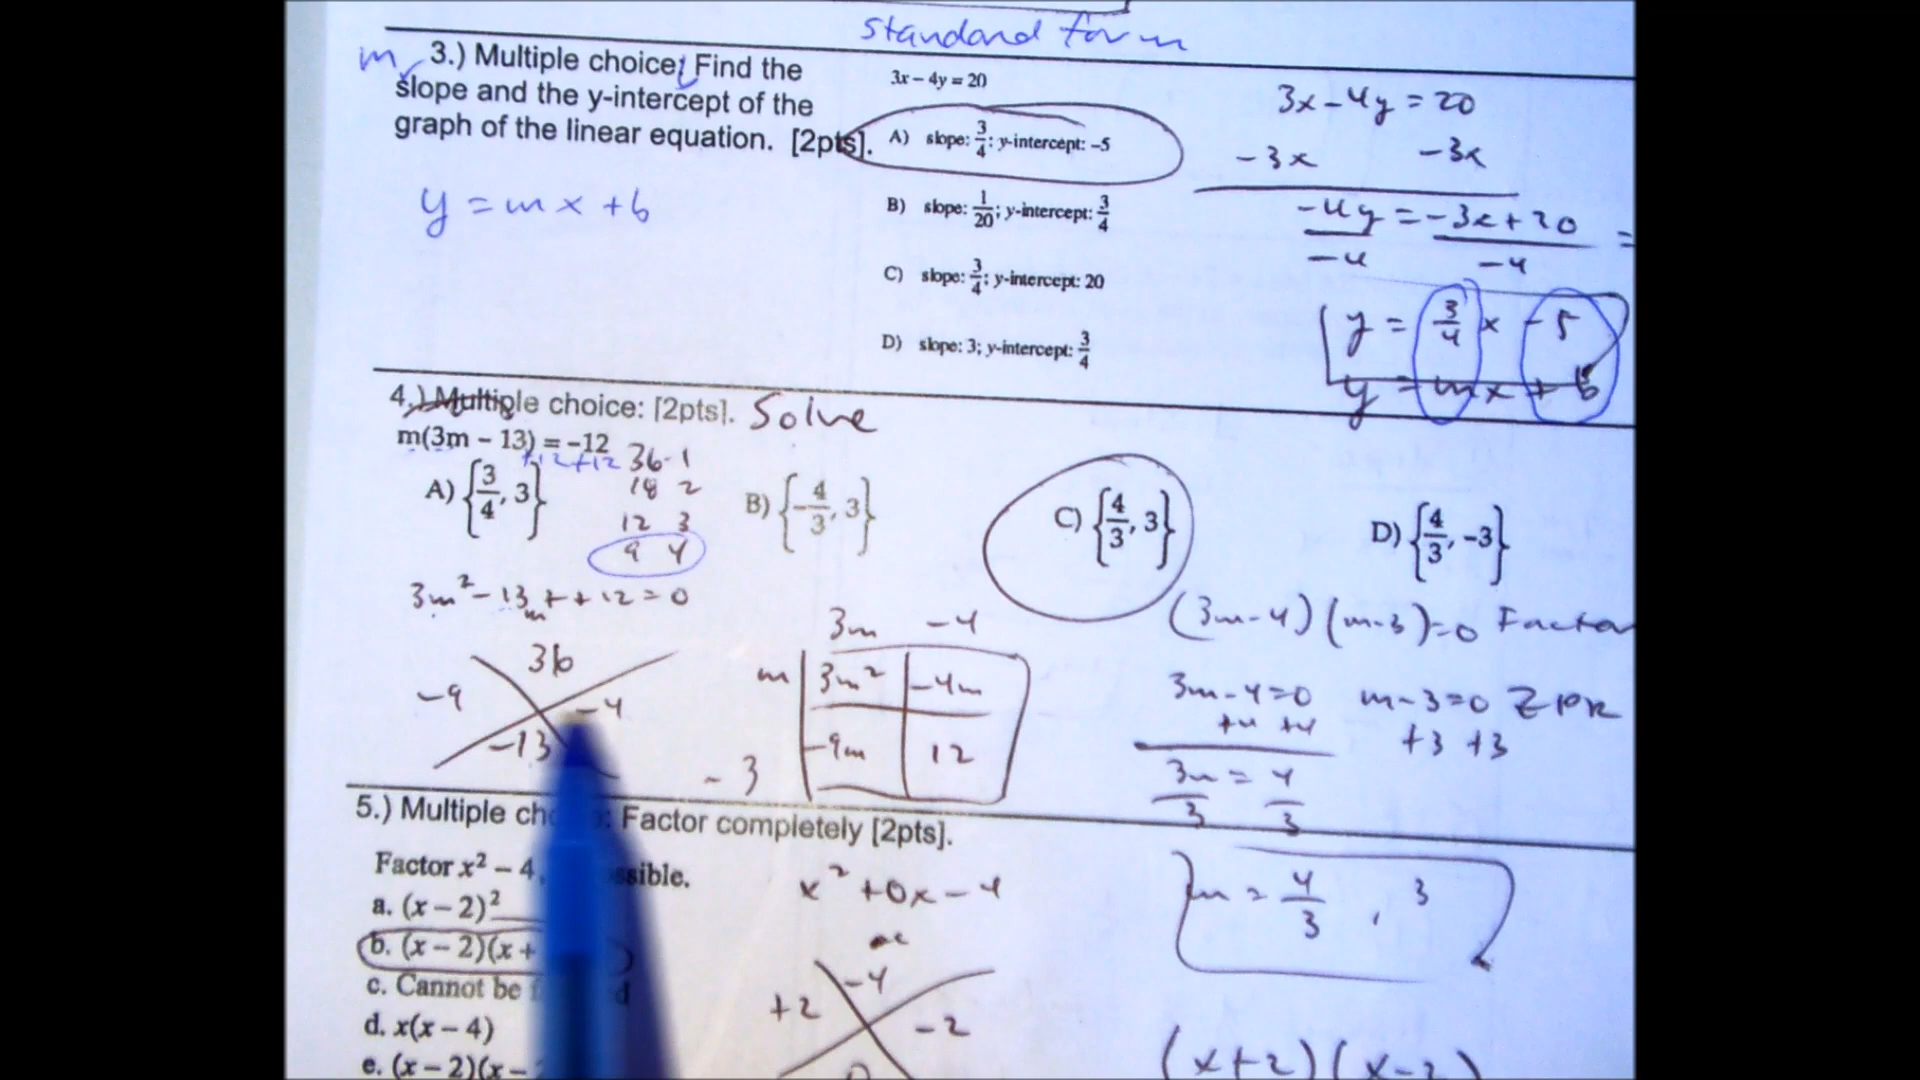 standard form
m 3.) Multiple choice: Find the
slope and the y-intercept of the
graph of the linear equation. [2pts].
y = mx + b
3x − 4y = 20
A) slope: 3/4; y-intercept: −5
B) slope: 1/20; y-intercept: 3/4
C) slope: 3/4; y-intercept: 20
D) slope: 3; y-intercept: 3/4
3x − 4y = 20
−3x −3x
−4y = −3x + 20 =
−4 −4
y = 3/4 x − 5
y = mx + b
4.) Multiple choice: [2pts]. Solve
m(3m − 13) = −12
+12 +12
36·1
18 2
12 3
9 4
A) {3/4, 3}
B) {−4/3, 3}
C) {4/3, 3}
D) {4/3, −3}
3m² − 13m + + 12 = 0
36
−9 −4
−13
3m −4
m 3m² −4m
−3 −9m 12
(3m−4)(m−3)=0 Factor
3m−4=0 m−3=0 ZPR
+4 +4 +3 +3
3m = 4
3 3
m = 4/3 , 3
5.) Multiple Factor completely [2pts].
Factor x² − 4
a. (x − 2)²
b. (x − 2)(x +
c. Cannot be
d. x(x − 4)
e. (x − 2)(x −
x² + 0x − 4
ac
−4
+2 −2
0
(x+2)(x−2)